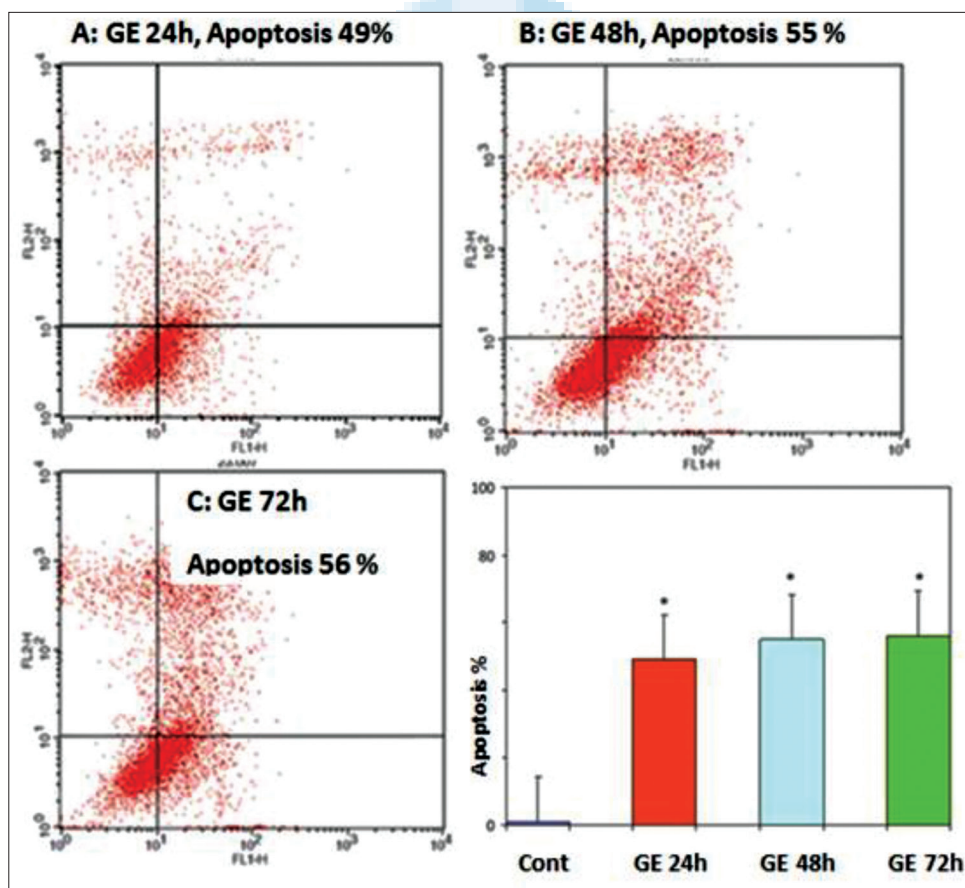 A: GE 24h, Apoptosis 49%
10⁴
10³
10²
10¹
10⁰
FL2-H
10⁰ 10¹ 10² 10³ 10⁴
FL1-H
B: GE 48h, Apoptosis 55 %
10⁴
10³
10²
10¹
10⁰
FL2-H
10⁰ 10¹ 10² 10³ 10⁴
FL1-H
C: GE 72h
Apoptosis 56 %
10⁴
10³
10²
10¹
10⁰
FL2-H
10⁰ 10¹ 10² 10³ 10⁴
FL1-H
100
80
0
Apoptosis %
* * *
Cont GE 24h GE 48h GE 72h